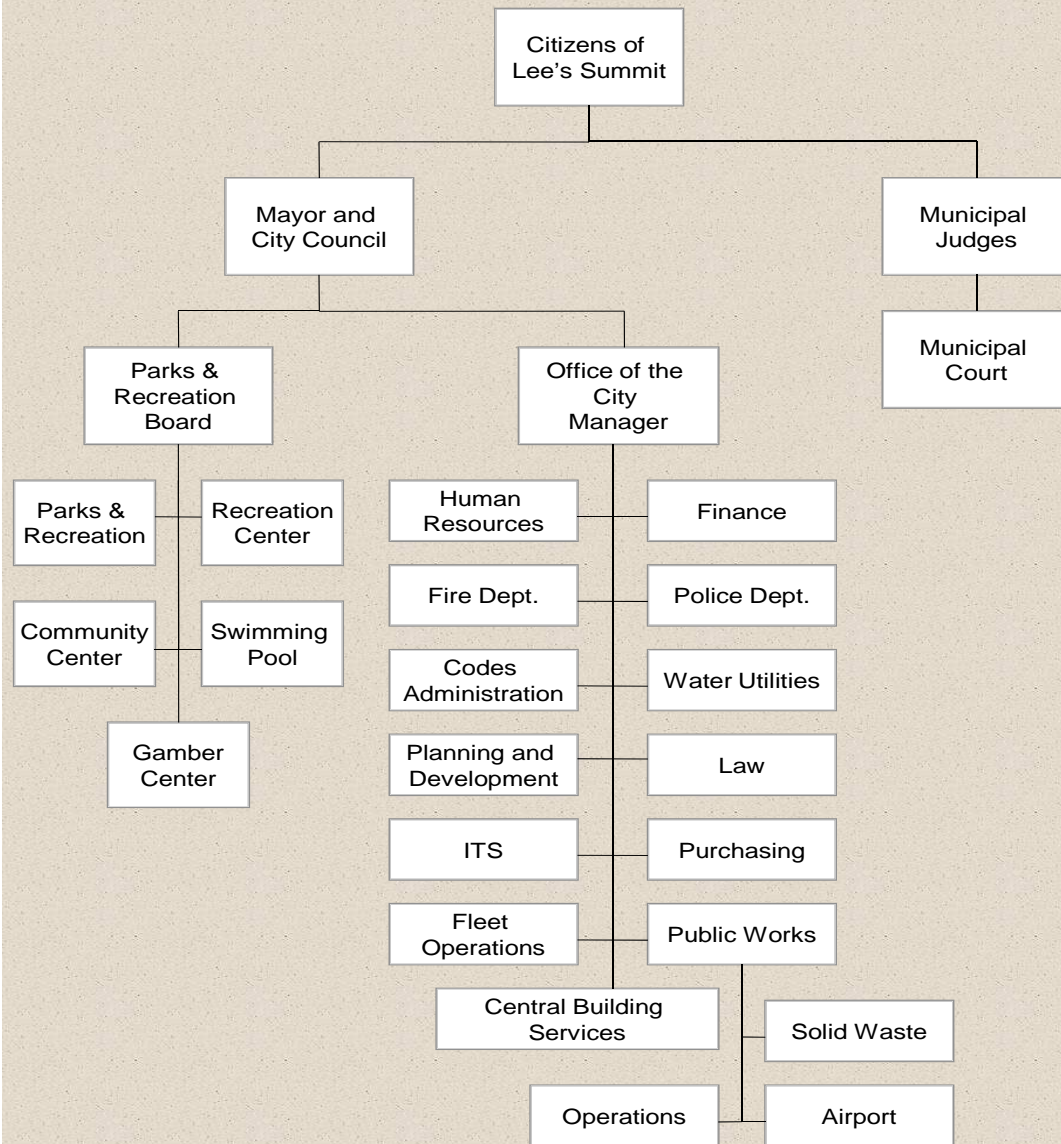 Citizens of
Lee's Summit
Mayor and
City Council
Municipal
Judges
Municipal
Court
Parks &
Recreation
Board
Office of the
City
Manager
Parks &
Recreation
Recreation
Center
Human
Resources
Finance
Fire Dept.
Police Dept.
Community
Center
Swimming
Pool
Codes
Administration
Water Utilities
Gamber
Center
Planning and
Development
Law
ITS
Purchasing
Fleet
Operations
Public Works
Central Building
Services
Solid Waste
Operations
Airport